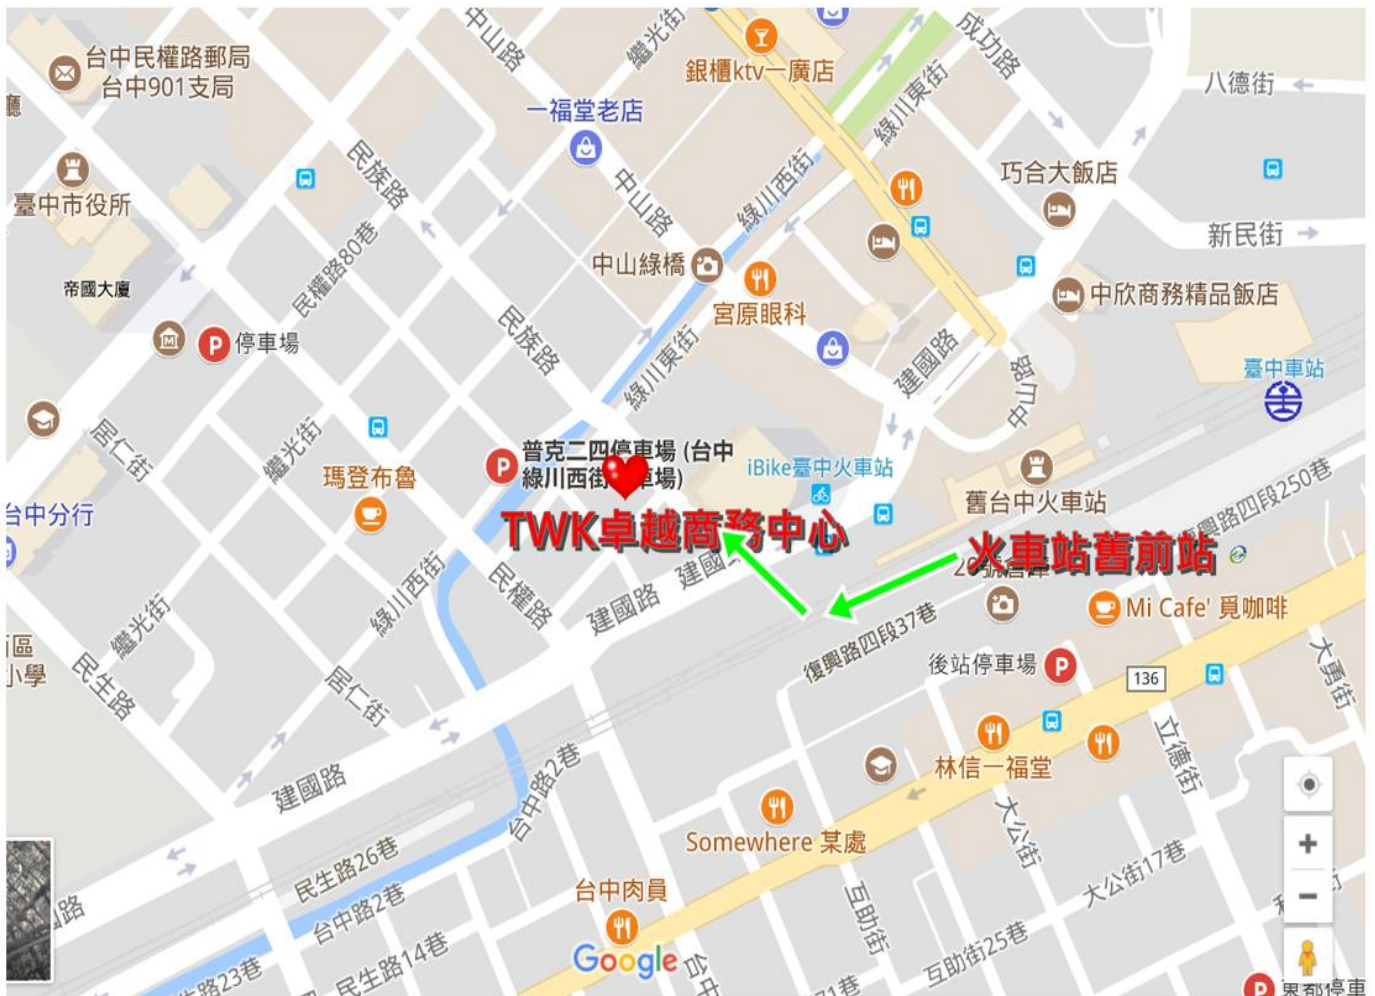 成功路
中山路
繼光街
台中民權路郵局
台中901支局
銀櫃ktv一廣店
八德街
一福堂老店
綠川東街
民族路
巧合大飯店
臺中市役所
中山路
綠川西街
新民街
民權路80巷
中山綠橋
帝國大廈
中欣商務精品飯店
宮原眼科
停車場
民族路
綠川東街
建國路
中山路
臺中車站
居仁街
繼光街
普克二四停車場 (台中
綠川西街
車場)
瑪登布魯
iBike臺中火車站
舊台中火車站
復興路四段250巷
台中分行
TWK卓越商務中心
火車站舊前站
綠川西街
民權路
建國路
繼光街
Mi Cafe' 覓咖啡
復興路四段37巷
小學
民生路
居仁街
後站停車場
136
大勇街
立德街
台中路2巷
林信一福堂
建國路
大公街
Somewhere 某處
民生路26巷
大公街17巷
台中肉員
台中路2巷
互助街
民生路14巷
互助街25巷
Google